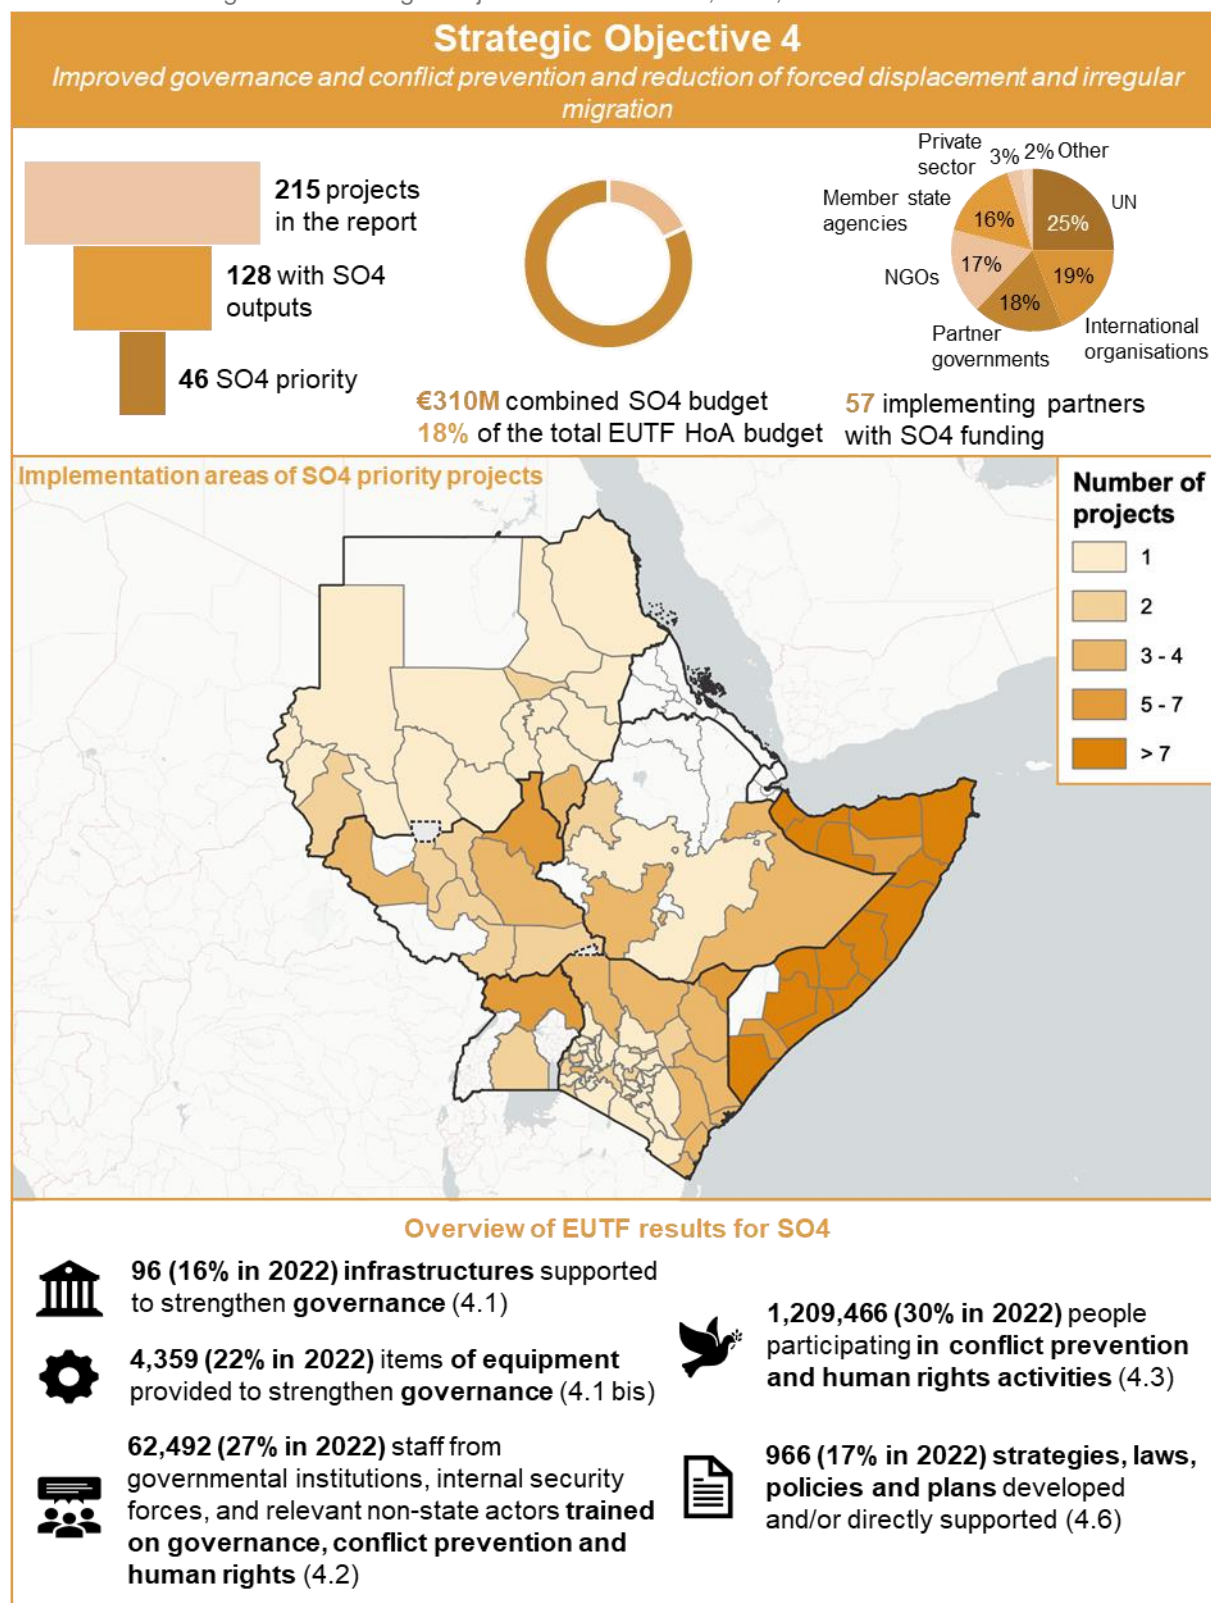 Strategic Objective 4
Improved governance and conflict prevention and reduction of forced displacement and irregular
migration
215 projects
in the report
128 with SO4
outputs
46 SO4 priority
€310M combined SO4 budget
18% of the total EUTF HoA budget
Private
sector
3%
2%
Other
Member state
agencies
16%
UN
25%
NGOs
17%
19%
18%
Partner
governments
International
organisations
57 implementing partners
with SO4 funding
Implementation areas of SO4 priority projects
Number of
projects
1
2
3 - 4
5 - 7
> 7
Overview of EUTF results for SO4
96 (16% in 2022) infrastructures supported
to strengthen governance (4.1)
4,359 (22% in 2022) items of equipment
provided to strengthen governance (4.1 bis)
62,492 (27% in 2022) staff from
governmental institutions, internal security
forces, and relevant non-state actors trained
on governance, conflict prevention and
human rights (4.2)
1,209,466 (30% in 2022) people
participating in conflict prevention
and human rights activities (4.3)
966 (17% in 2022) strategies, laws,
policies and plans developed
and/or directly supported (4.6)